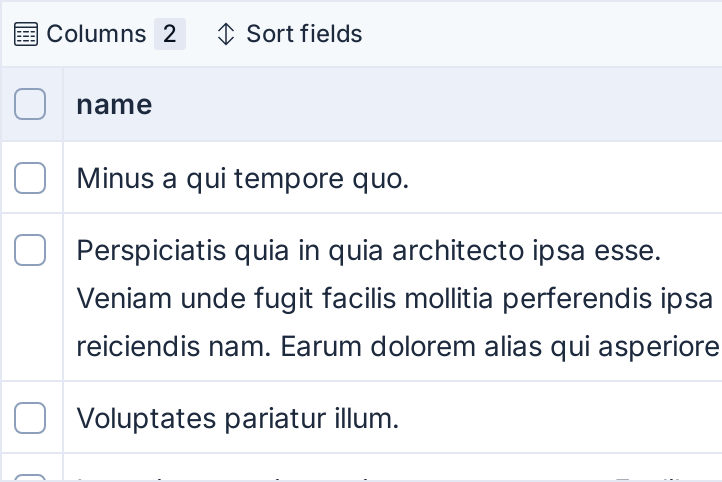 Columns 2 Sort fields
name
Minus a qui tempore quo.
Perspiciatis quia in quia architecto ipsa esse.
Veniam unde fugit facilis mollitia perferendis ipsa
reiciendis nam. Earum dolorem alias qui asperiore
Voluptates pariatur illum.